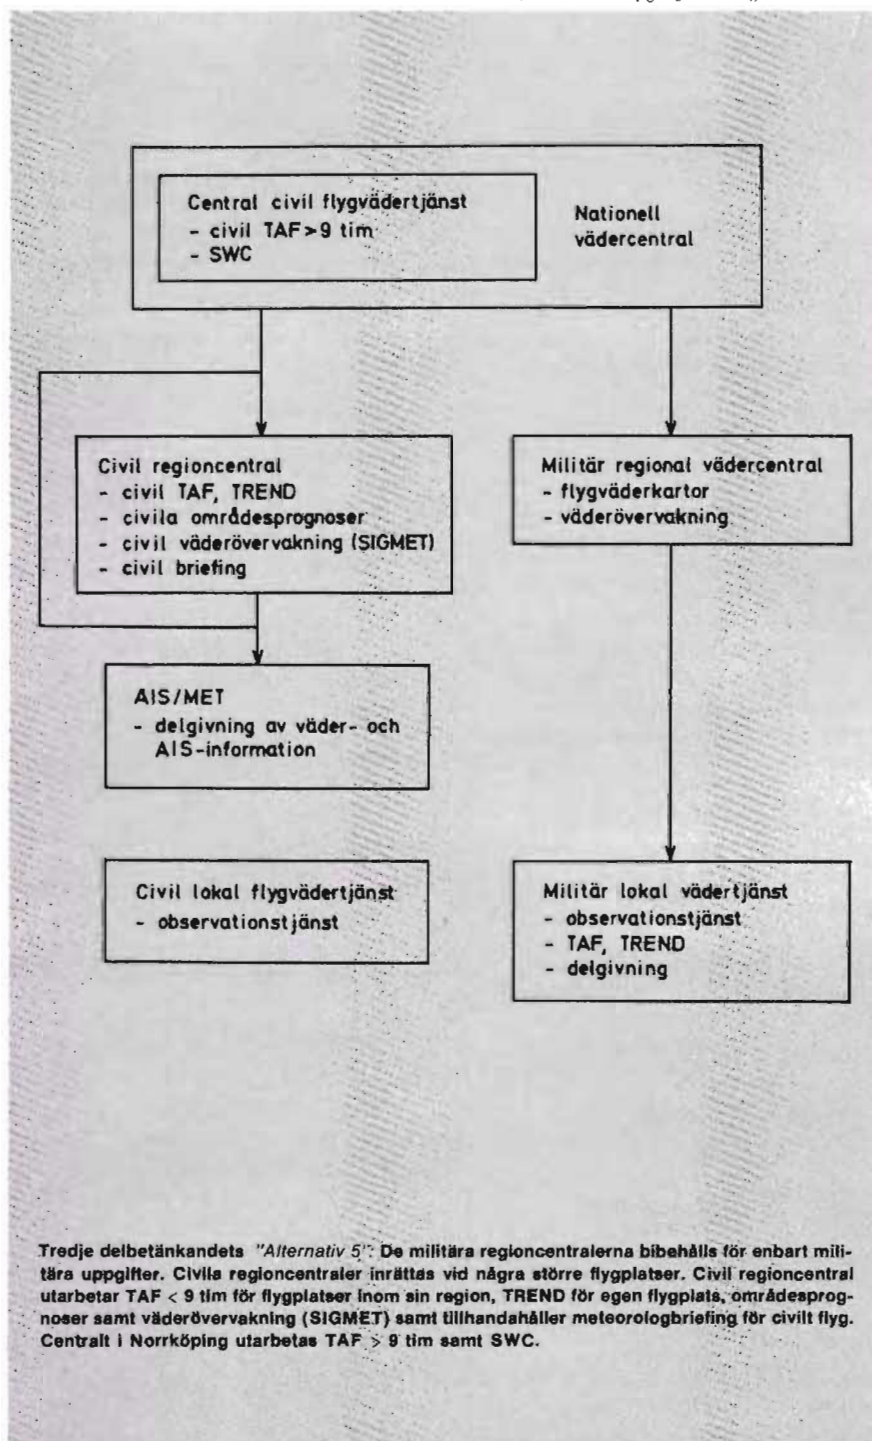 Central civil flygvädertjänst
- civil TAF>9 tim
- SWC
Nationell
vädercentral
Civil regioncentral
- civil TAF, TREND
- civila områdesprognoser
- civil väderövervakning (SIGMET)
- civil briefing
Militär regional vädercentral
- flygväderkartor
- väderövervakning
AIS/MET
- delgivning av väder- och
AIS-information
Civil lokal flygvädertjänst
- observationstjänst
Militär lokal vädertjänst
- observationstjänst
- TAF, TREND
- delgivning
Tredje delbetänkandets "Alternativ 5": De militära regioncentralerna bibehålls för enbart mili-
tära uppgifter. Civila regioncentraler inrättas vid några större flygplatser. Civil regioncentral
utarbetar TAF < 9 tim för flygplatser inom sin region, TREND för egen flygplats, områdesprog-
noser samt väderövervakning (SIGMET) samt tillhandahåller meteorologbriefing för civilt flyg.
Centralt i Norrköping utarbetas TAF > 9 tim samt SWC.